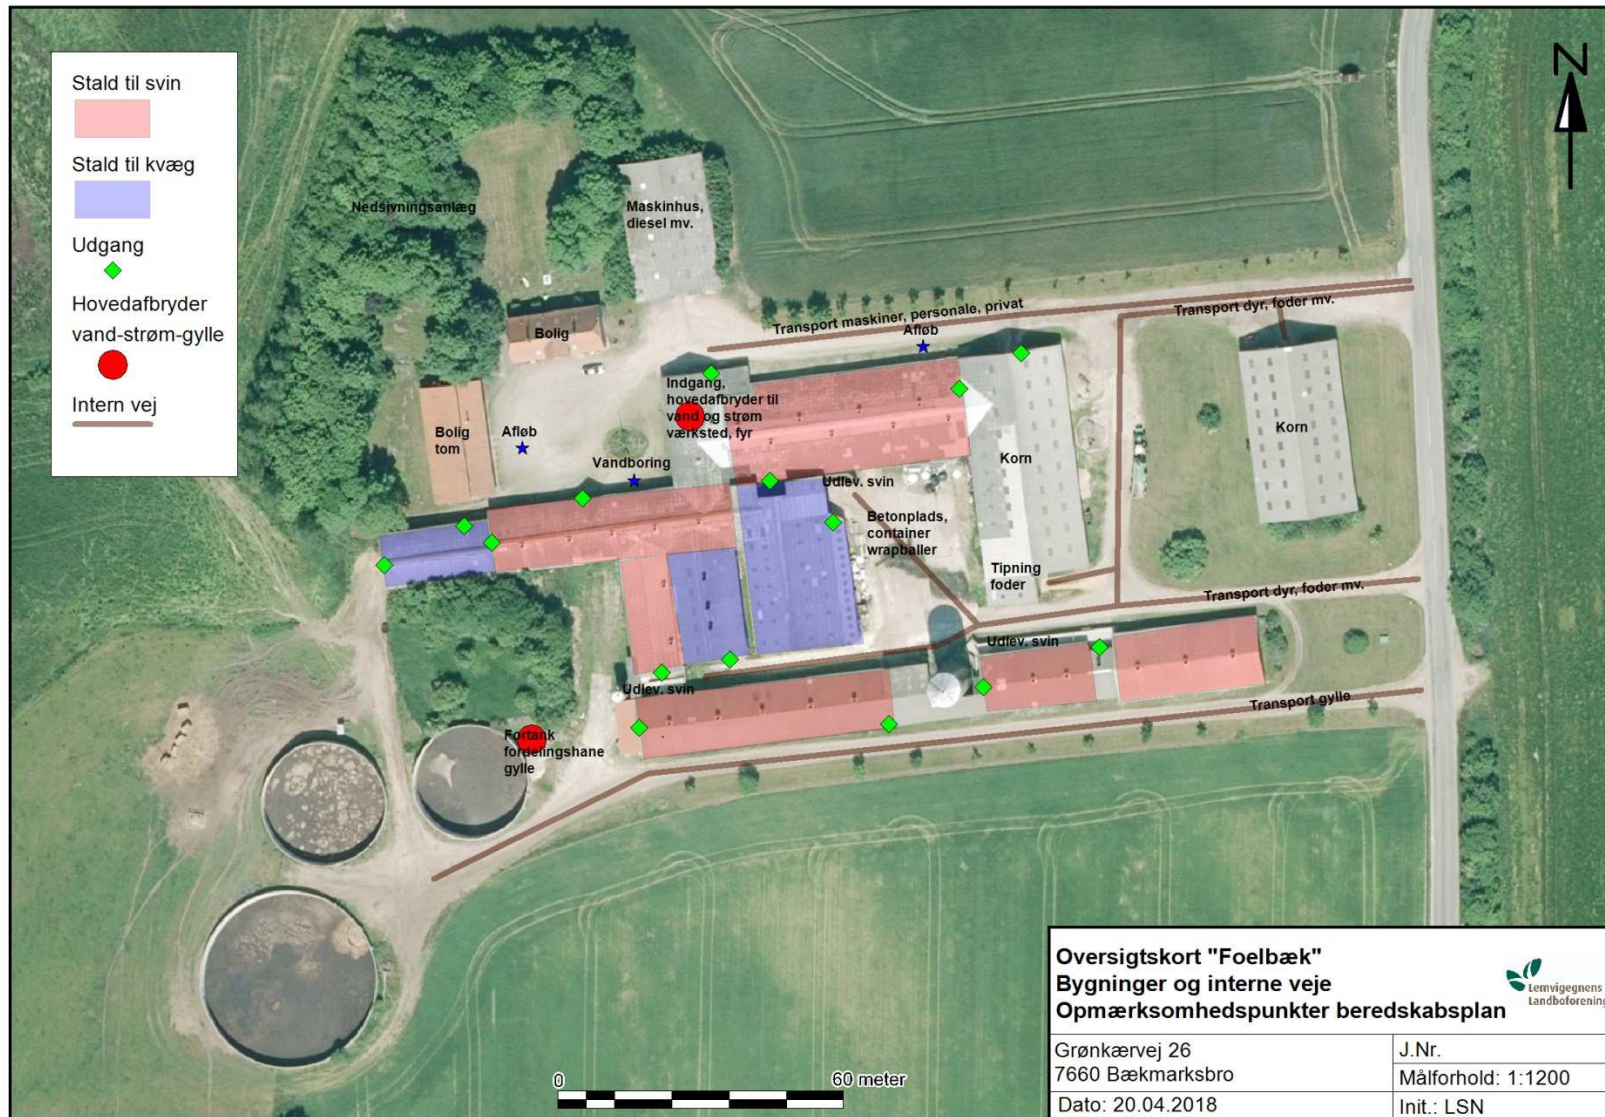 Stald til svin
Stald til kvæg
Udgang
Hovedafbryder
vand-strøm-gylle
Intern vej
N
Nedsivningsanlæg
Maskinhus,
diesel mv.
Bolig
Transport maskiner, personale, privat
Transport dyr, foder mv.
Afløb
Indgang,
hovedafbryder til
vand og strøm
værksted, fyr
Bolig
tom
Afløb
Vandboring
Korn
Korn
Udlev. svin
Betonplads,
container
wrapballer
Tipning
foder
Transport dyr, foder mv.
Udlev. svin
Udlev. svin
Transport gylle
Fortank
fordelingshane
gylle
0 60 meter
Oversigtskort "Foelbæk"
Bygninger og interne veje
Opmærksomhedspunkter beredskabsplan
Lemvigegnens
Landboforening
Grønkærvej 26
7660 Bækmarksbro
J.Nr.
Målforhold: 1:1200
Dato: 20.04.2018
Init.: LSN